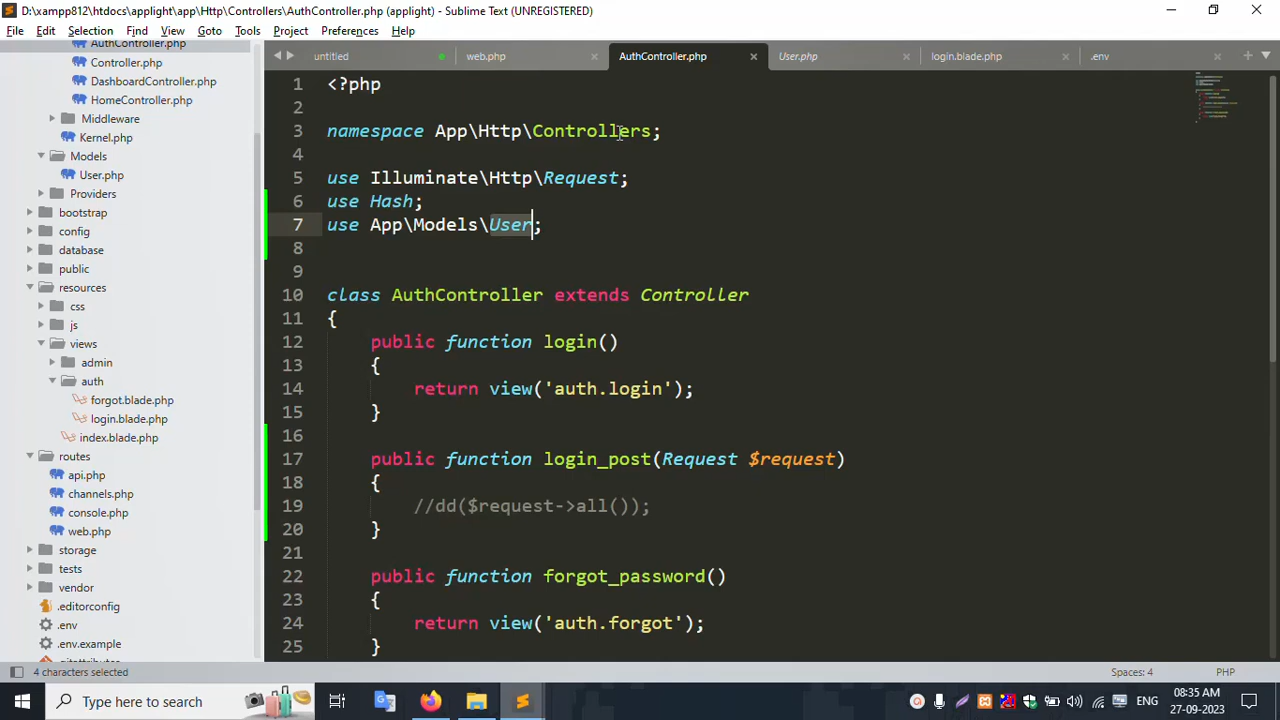 D:\xampp812\htdocs\applight\app\Http\Controllers\AuthController.php (applight) - Sublime Text (UNREGISTERED)
File Edit Selection Find View Goto Tools Project Preferences Help
AuthController.php
Controller.php
DashboardController.php
HomeController.php
Middleware
Kernel.php
Models
User.php
Providers
bootstrap
config
database
public
resources
css
js
views
admin
auth
forgot.blade.php
login.blade.php
index.blade.php
routes
api.php
channels.php
console.php
web.php
storage
tests
vendor
.editorconfig
.env
.env.example
.gitattributes
untitled web.php AuthController.php User.php login.blade.php .env
1 <?php
2
3 namespace App\Http\Controllers;
4
5 use Illuminate\Http\Request;
6 use Hash;
7 use App\Models\User;
8
9
10 class AuthController extends Controller
11 {
12 public function login()
13 {
14 return view('auth.login');
15 }
16
17 public function login_post(Request $request)
18 {
19 //dd($request->all());
20 }
21
22 public function forgot_password()
23 {
24 return view('auth.forgot');
25 }
4 characters selected Spaces: 4 PHP
Type here to search ENG 08:35 AM
27-09-2023